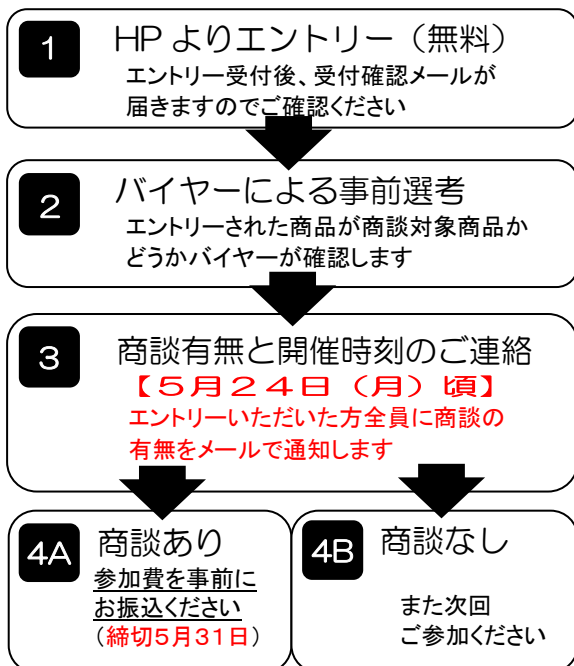 1 HPよりエントリー（無料）
エントリー受付後、受付確認メールが
届きますのでご確認ください
2 バイヤーによる事前選考
エントリーされた商品が商談対象商品か
どうかバイヤーが確認します
3 商談有無と開催時刻のご連絡
【５月２４日（月）頃】
エントリーいただいた方全員に商談の
有無をメールで通知します
4A 商談あり
参加費を事前に
お振込ください
（締切5月31日）
4B 商談なし
また次回
ご参加ください